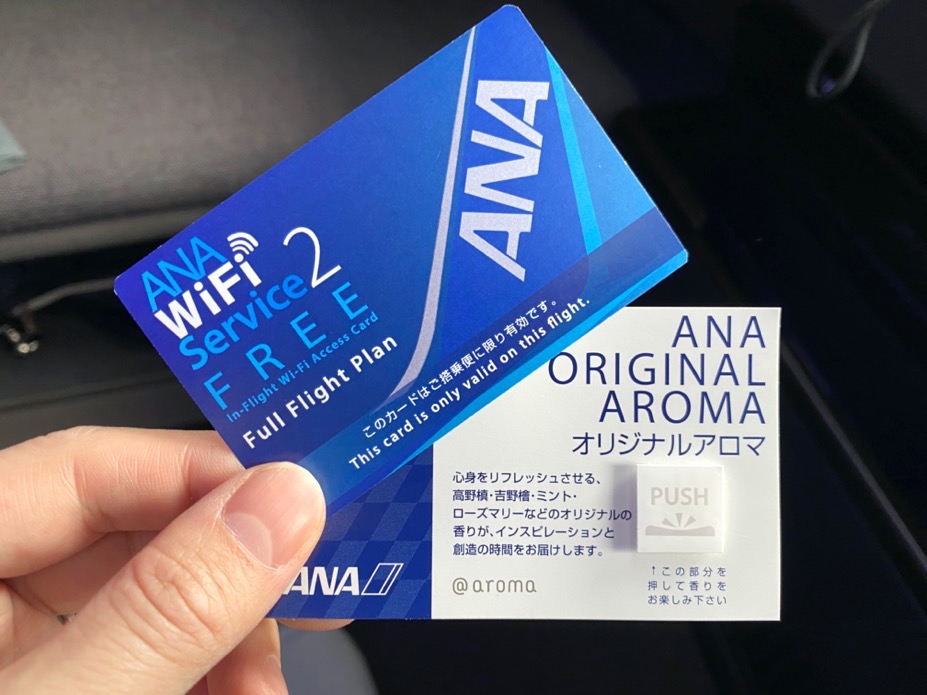 ANA
WiFi
Service2
FREE
In-Flight Wi-Fi Access Card
Full Flight Plan
ANA
このカードはご搭乗便に限り有効です。
This card is only valid on this flight.
ANA
ORIGINAL
AROMA
オリジナルアロマ
心身をリフレッシュさせる、
高野槙・吉野檜・ミント・
ローズマリーなどのオリジナルの
香りが、インスピレーションと
創造の時間をお届けします。
@aroma
PUSH
↑この部分を
押して香りを
お楽しみ下さい
ANA